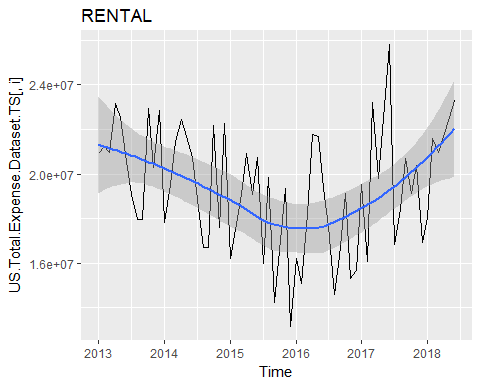 RENTAL
US.Total.Expense.Dataset.TS[, i]
2.4e+07
2.0e+07
1.6e+07
2013 2014 2015 2016 2017 2018
Time